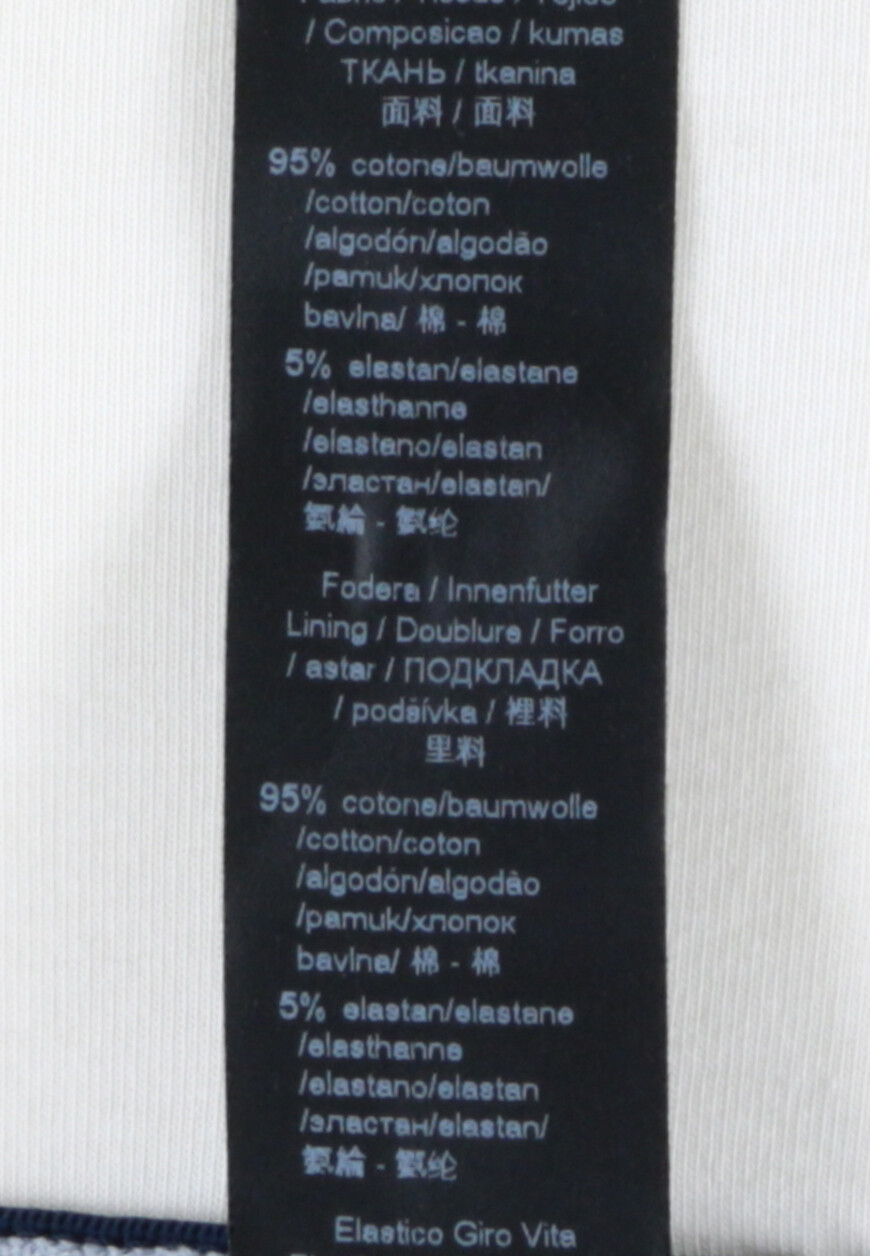 / Composicao / kumas
ТКАНЬ / tkanina
面料 / 面料
95% cotone/baumwolle
/cotton/coton
/algodón/algodão
/pamuk/хлопок
bavlna/ 棉 - 棉
5% elastan/elastane
/elasthanne
/elastano/elastan
/эластан/elastan/
氨綸 - 氨纶
Fodera / Innenfutter
Lining / Doublure / Forro
/ astar / ПОДКЛАДКА
/ podšívka / 裡料
里料
95% cotone/baumwolle
/cotton/coton
/algodón/algodão
/pamuk/хлопок
bavlna/ 棉 - 棉
5% elastan/elastane
/elasthanne
/elastano/elastan
/эластан/elastan/
氨綸 - 氨纶
Elastico Giro Vita